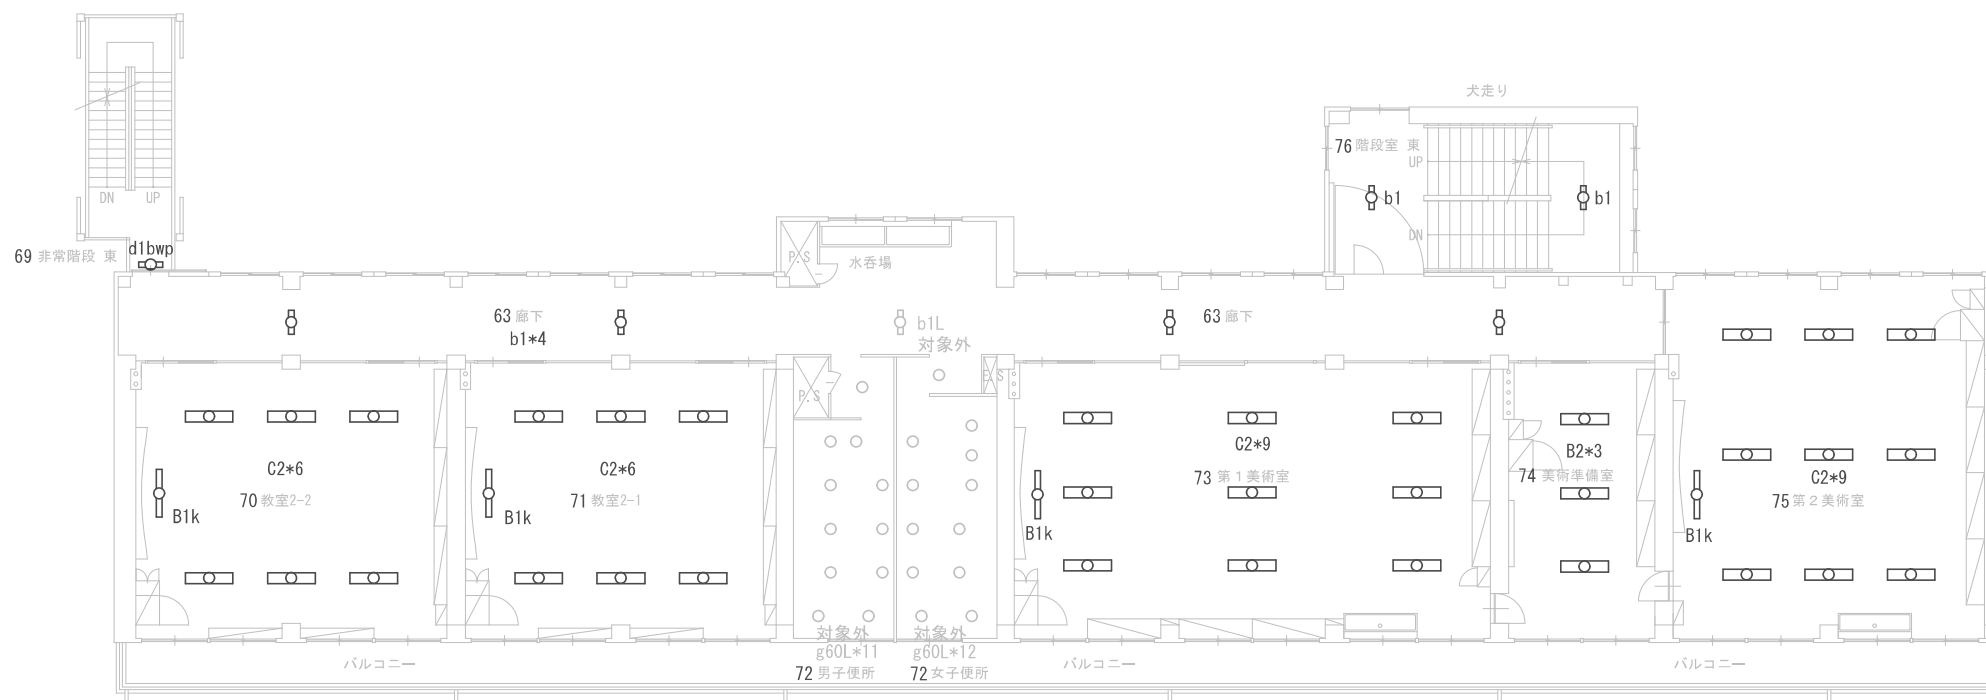 犬走り
76 階段室 東
UP
DN
b1
b1
DN
UP
69 非常階段 東
d1bwp
P.S
水呑場
63 廊下
b1*4
b1L
対象外
63 廊下
P.S
E.S
C2*6
70 教室2-2
B1k
C2*6
71 教室2-1
B1k
C2*9
73 第1美術室
B1k
B2*3
74 美術準備室
C2*9
75 第2美術室
B1k
対象外
g60L*11
72 男子便所
対象外
g60L*12
72 女子便所
バルコニー
バルコニー
バルコニー